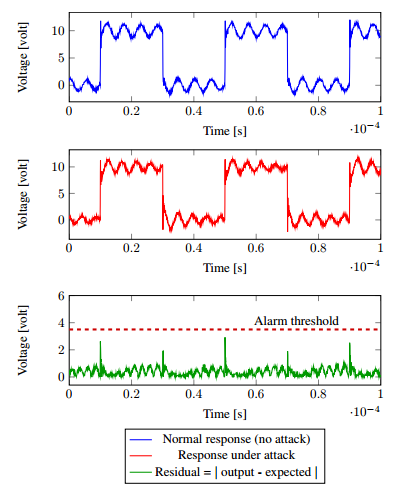 Voltage [volt]
10
5
0
0 0.2 0.4 0.6 0.8 1
Time [s]
·10⁻⁴
Voltage [volt]
10
5
0
0 0.2 0.4 0.6 0.8 1
Time [s]
·10⁻⁴
Voltage [volt]
6
4
2
0
Alarm threshold
0 0.2 0.4 0.6 0.8 1
Time [s]
·10⁻⁴
Normal response (no attack)
Response under attack
Residual = | output - expected |